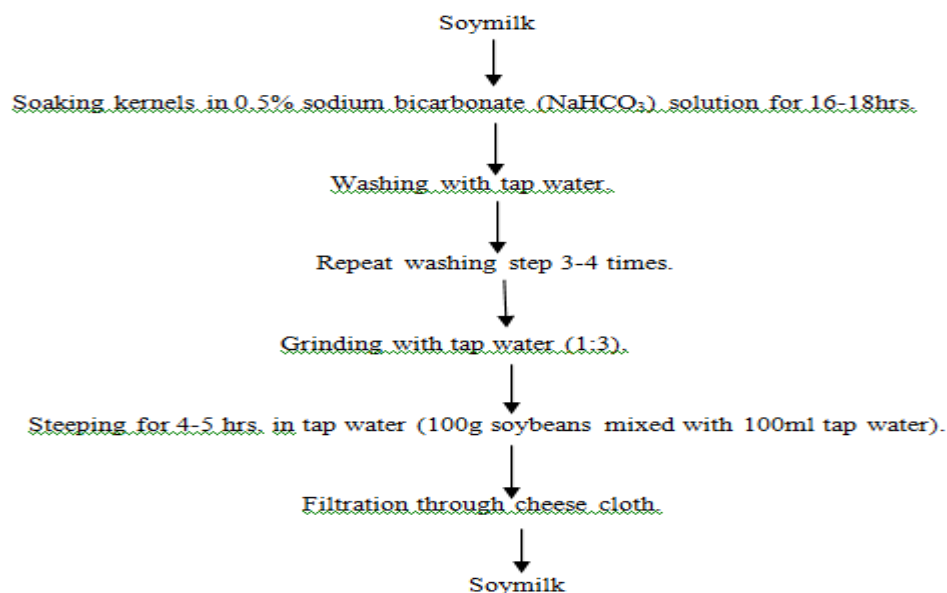 Soymilk
Soaking kernels in 0.5% sodium bicarbonate (NaHCO₃) solution for 16-18hrs.
Washing with tap water.
Repeat washing step 3-4 times.
Grinding with tap water (1:3).
Steeping for 4-5 hrs. in tap water (100g soybeans mixed with 100ml tap water).
Filtration through cheese cloth.
Soymilk